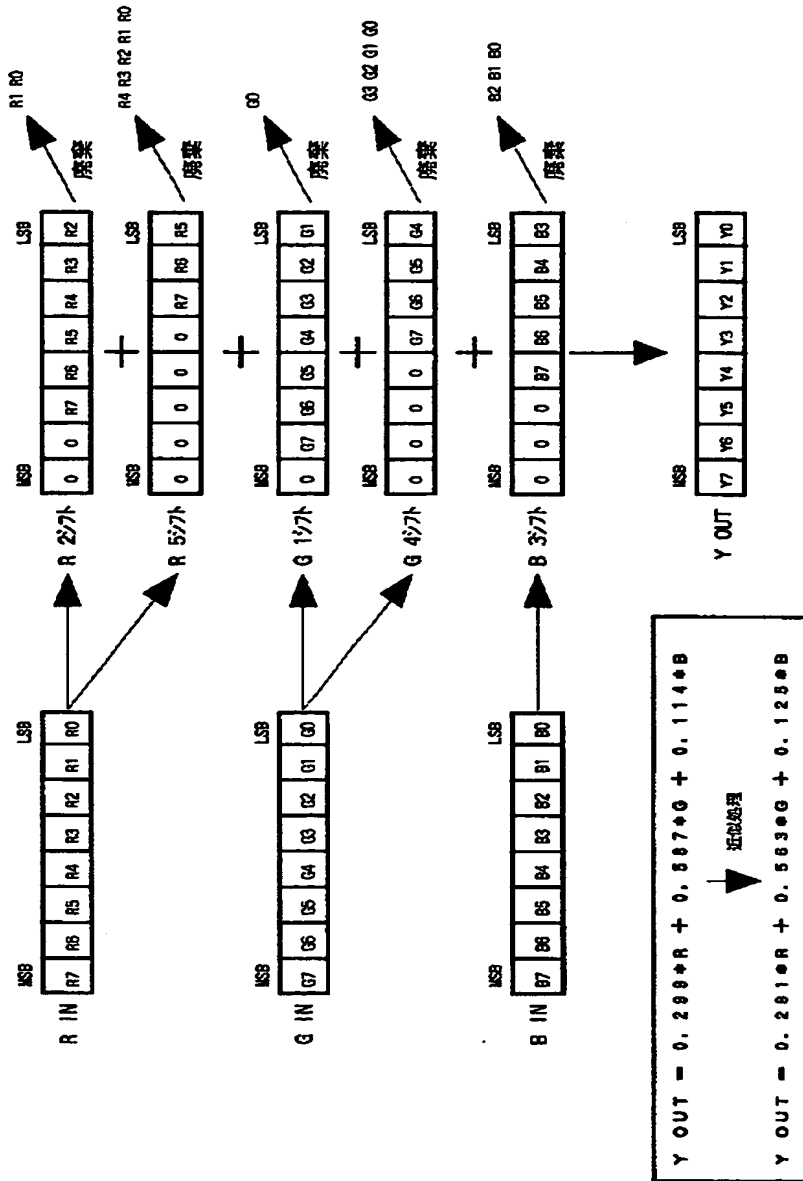 MSB LSB
R IN R7 R6 R5 R4 R3 R2 R1 R0
MSB LSB
R 2シフト 0 0 R7 R6 R5 R4 R3 R2
廃棄
R1 R0
+
MSB LSB
R 5シフト 0 0 0 0 0 R7 R6 R5
廃棄
R4 R3 R2 R1 R0
+
MSB LSB
G IN G7 G6 G5 G4 G3 G2 G1 G0
MSB LSB
G 1シフト 0 G7 G6 G5 G4 G3 G2 G1
廃棄
G0
+
MSB LSB
G 4シフト 0 0 0 0 G7 G6 G5 G4
廃棄
G3 G2 G1 G0
+
MSB LSB
B IN B7 B6 B5 B4 B3 B2 B1 B0
MSB LSB
B 3シフト 0 0 0 B7 B6 B5 B4 B3
廃棄
B2 B1 B0
MSB LSB
Y OUT Y7 Y6 Y5 Y4 Y3 Y2 Y1 Y0
Y OUT = 0.299*R + 0.587*G + 0.114*B
近似処理
Y OUT = 0.281*R + 0.563*G + 0.125*B